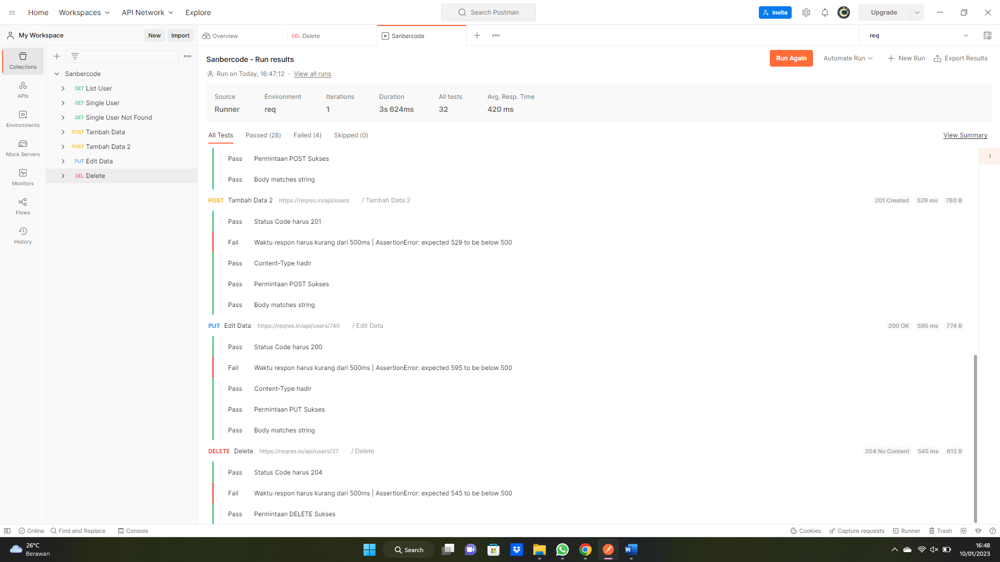 Home
Workspaces
API Network
Explore
Search Postman
Invite
Upgrade
My Workspace
New
Import
Overview
DEL Delete
Sanbercode
req
Collections
APIs
Environments
Mock Servers
Monitors
Flows
History
Sanbercode
GET List User
GET Single User
GET Single User Not Found
POST Tambah Data
POST Tambah Data 2
PUT Edit Data
DEL Delete
Sanbercode - Run results
Run Again
Automate Run
New Run
Export Results
Run on Today, 16:47:12 · View all runs
Source Environment Iterations Duration All tests Avg. Resp. Time
Runner req 1 3s 624ms 32 420 ms
All Tests Passed (28) Failed (4) Skipped (0) View Summary
1
Pass Permintaan POST Sukses
Pass Body matches string
POST Tambah Data 2 https://reqres.in/api/users / Tambah Data 2 201 Created 529 ms 780 B
Pass Status Code harus 201
Fail Waktu respon harus kurang dari 500ms | AssertionError: expected 529 to be below 500
Pass Content-Type hadir
Pass Permintaan POST Sukses
Pass Body matches string
PUT Edit Data https://reqres.in/api/users/740 / Edit Data 200 OK 595 ms 774 B
Pass Status Code harus 200
Fail Waktu respon harus kurang dari 500ms | AssertionError: expected 595 to be below 500
Pass Content-Type hadir
Pass Permintaan PUT Sukses
Pass Body matches string
DELETE Delete https://reqres.in/api/users/37 / Delete 204 No Content 545 ms 612 B
Pass Status Code harus 204
Fail Waktu respon harus kurang dari 500ms | AssertionError: expected 545 to be below 500
Pass Permintaan DELETE Sukses
Online
Find and Replace
Console
Cookies
Capture requests
Runner
Trash
26°C
Berawan
Search
16:48
10/01/2023